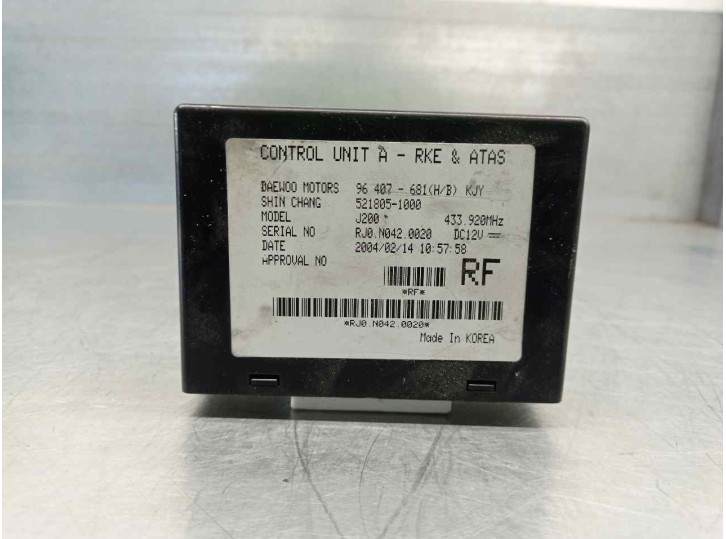 CONTROL UNIT A - RKE & ATAS
DAEWOO MOTORS 96 407 - 681(H/B) KJY
SHIN CHANG 521805-1000
MODEL J200 * 433.920MHz
SERIAL NO RJ0.N042.0020 DC12V
DATE 2004/02/14 10:57:58
APPROVAL NO
RF
*RF*
*RJ0.N042.0020*
Made In KOREA